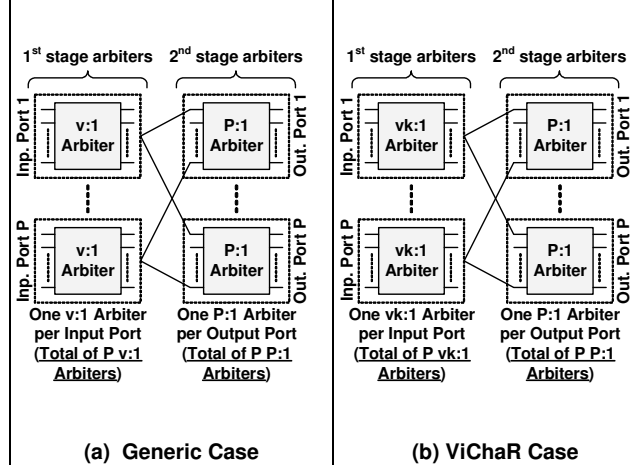 1st stage arbiters
2nd stage arbiters
Inp. Port 1
v:1
Arbiter
P:1
Arbiter
Out. Port 1
Inp. Port P
v:1
Arbiter
P:1
Arbiter
Out. Port P
One v:1 Arbiter
per Input Port
(Total of P v:1
Arbiters)
One P:1 Arbiter
per Output Port
(Total of P P:1
Arbiters)
(a) Generic Case
1st stage arbiters
2nd stage arbiters
Inp. Port 1
vk:1
Arbiter
P:1
Arbiter
Out. Port 1
Inp. Port P
vk:1
Arbiter
P:1
Arbiter
Out. Port P
One vk:1 Arbiter
per Input Port
(Total of P vk:1
Arbiters)
One P:1 Arbiter
per Output Port
(Total of P P:1
Arbiters)
(b) ViChaR Case